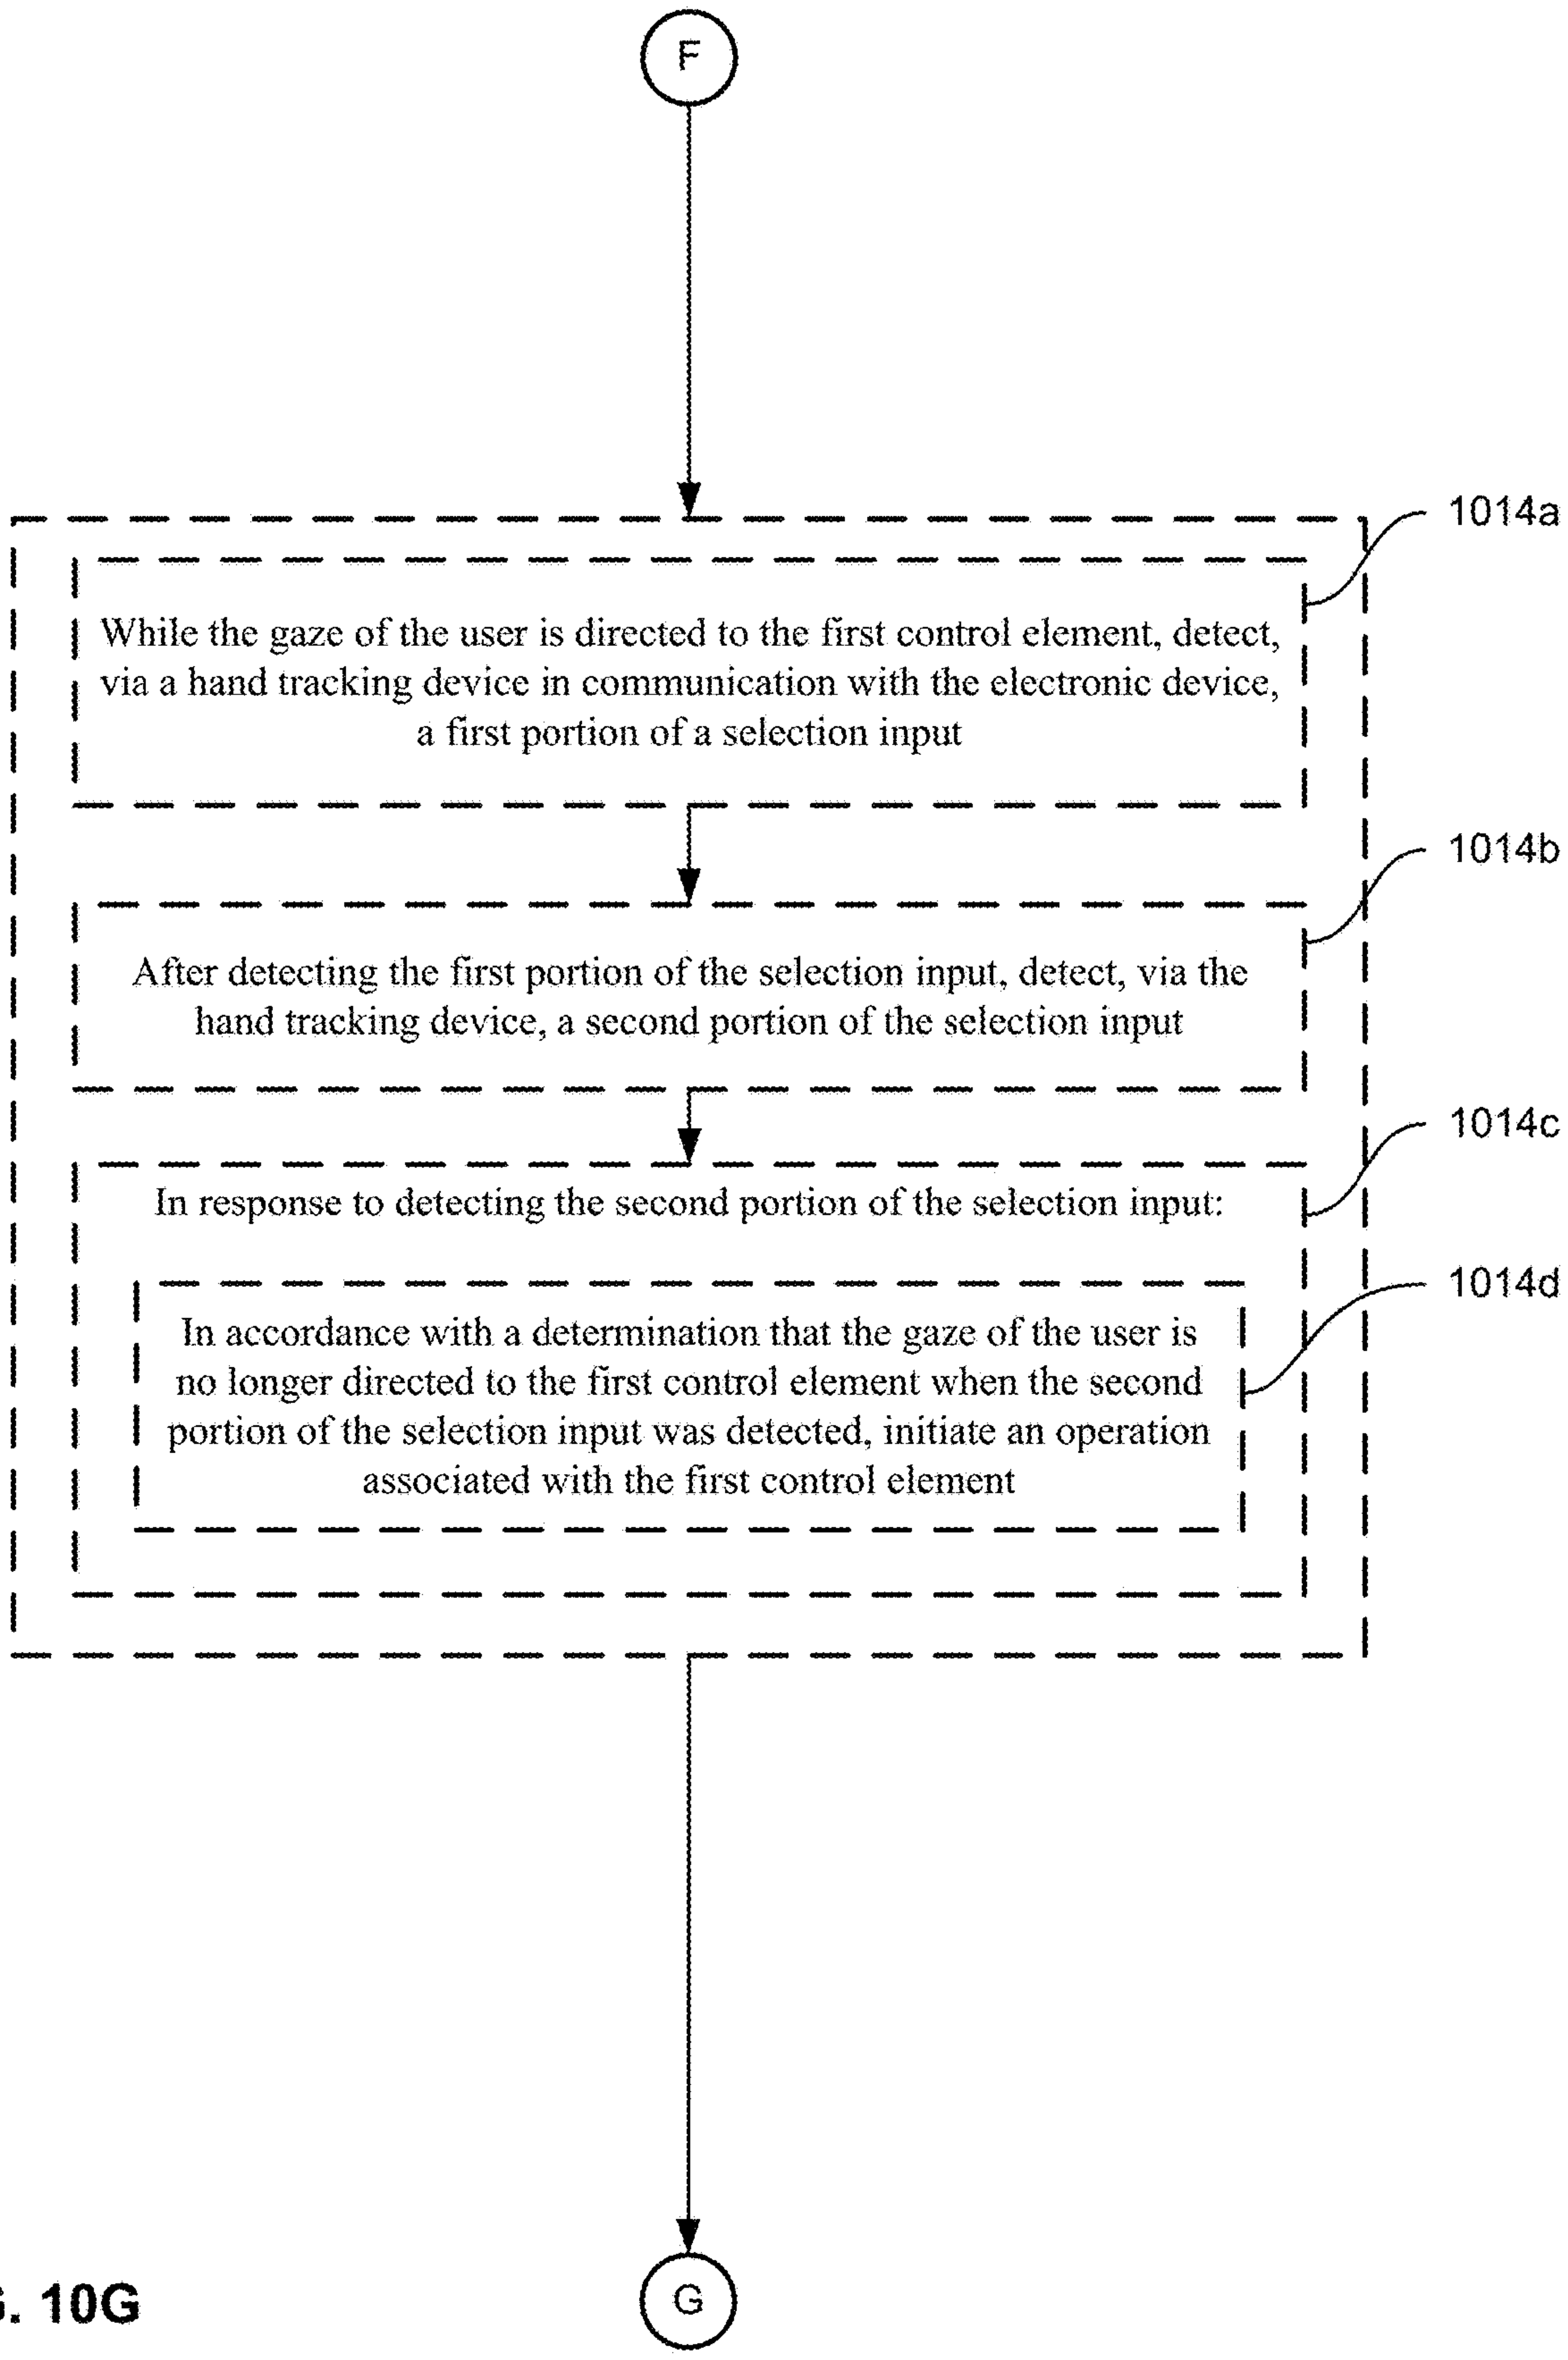 F
1014a
While the gaze of the user is directed to the first control element, detect,
via a hand tracking device in communication with the electronic device,
a first portion of a selection input
1014b
After detecting the first portion of the selection input, detect, via the
hand tracking device, a second portion of the selection input
1014c
In response to detecting the second portion of the selection input:
1014d
In accordance with a determination that the gaze of the user is
no longer directed to the first control element when the second
portion of the selection input was detected, initiate an operation
associated with the first control element
G. 10G
G